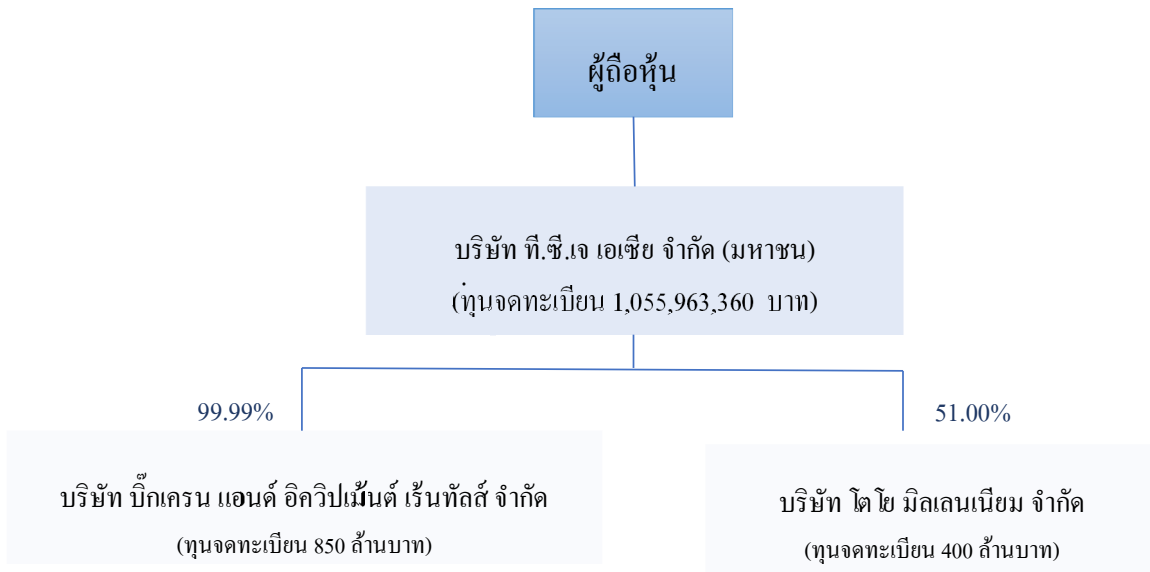 ผู้ถือหุ้น
บริษัท ที.ซี.เจ เอเซีย จำกัด (มหาชน)
(ทุนจดทะเบียน 1,055,963,360 บาท)
99.99%
51.00%
บริษัท บิ๊กเครน แอนด์ อิควิปเม้นต์ เร้นทัลส์ จำกัด
(ทุนจดทะเบียน 850 ล้านบาท)
บริษัท โตโย มิลเลนเนียม จำกัด
(ทุนจดทะเบียน 400 ล้านบาท)